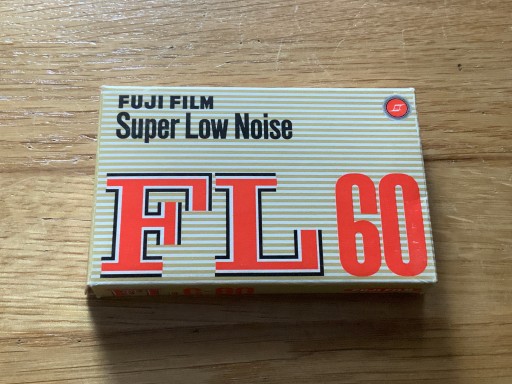 FUJI FILM
Super Low Noise
FL 60